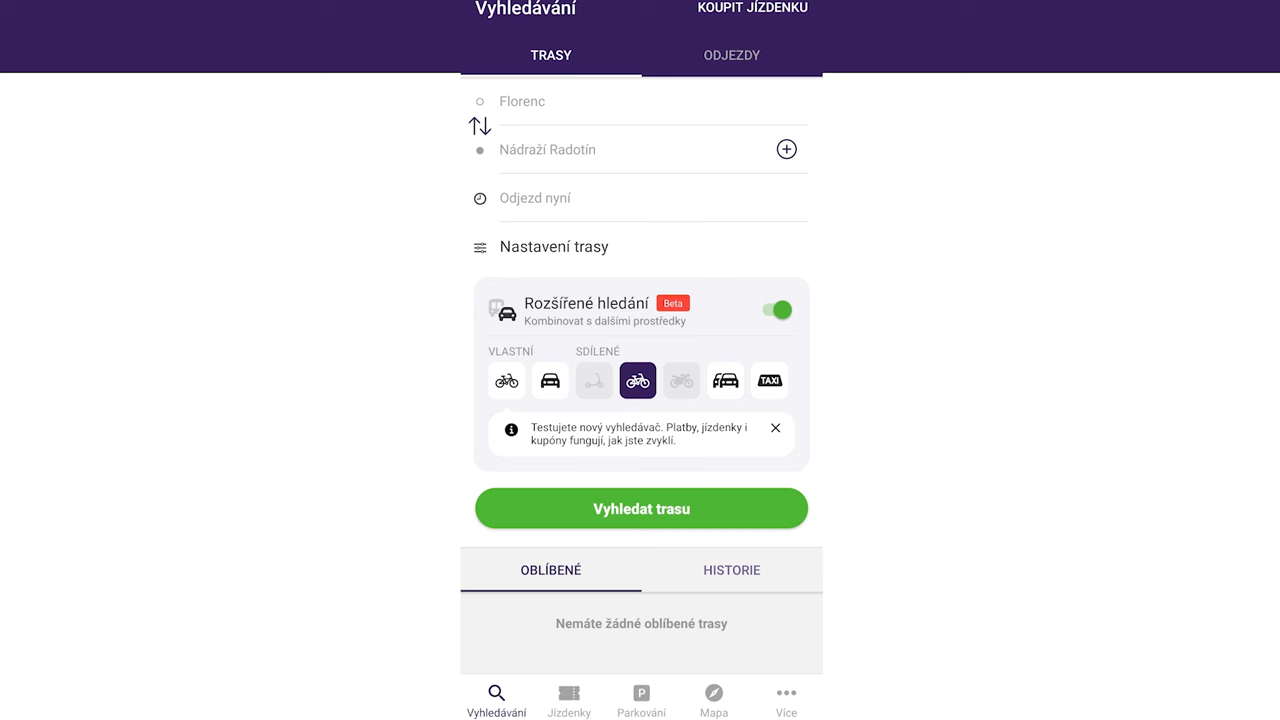 Vyhledávání
KOUPIT JÍZDENKU
TRASY
ODJEZDY
Florenc
Nádraží Radotín
Odjezd nyní
Nastavení trasy
Rozšířené hledání Beta
Kombinovat s dalšími prostředky
VLASTNÍ
SDÍLENÉ
TAXI
Testujete nový vyhledávač. Platby, jízdenky i
kupóny fungují, jak jste zvyklí.
Vyhledat trasu
OBLÍBENÉ
HISTORIE
Nemáte žádné oblíbené trasy
P
Vyhledávání
Jízdenky
Parkování
Mapa
Více